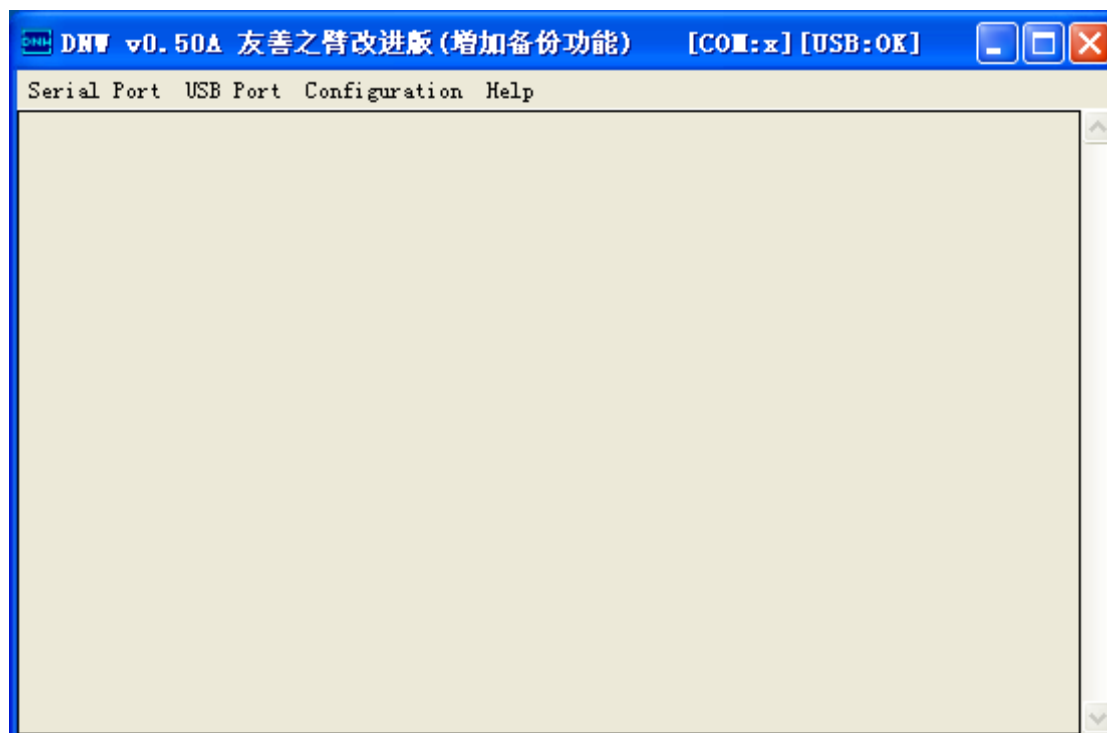 DNW DNW v0.50A 友善之臂改进版(增加备份功能) [COM:x][USB:OK]
Serial Port USB Port Configuration Help